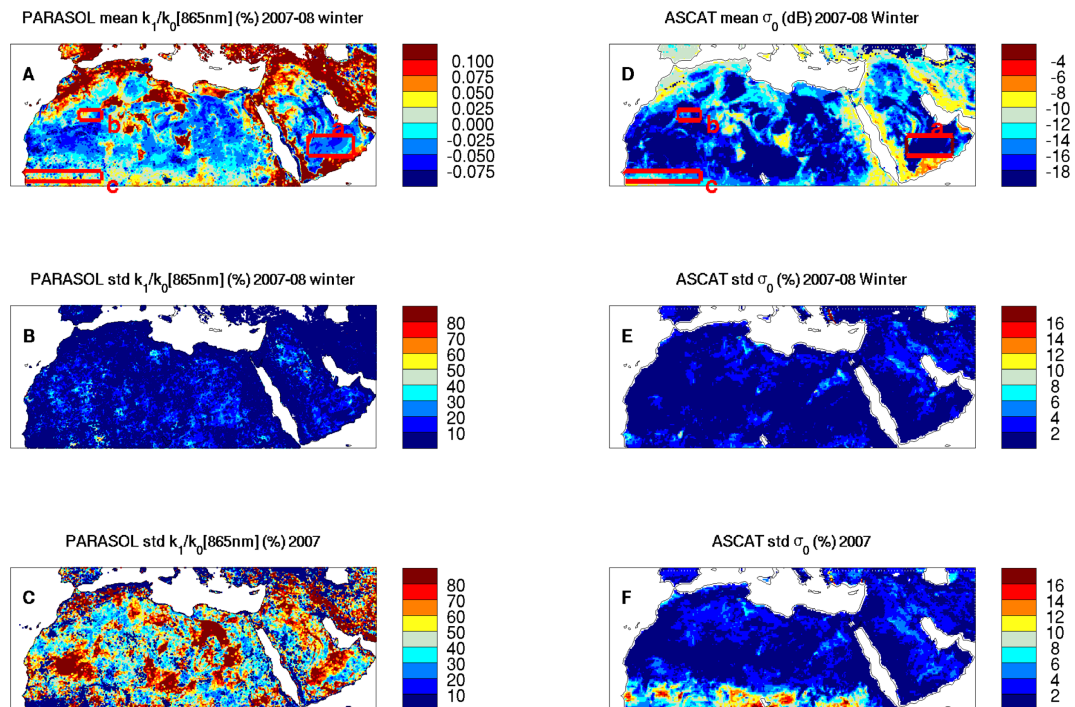 PARASOL mean k1/k0[865nm] (%) 2007-08 winter
A
b
a
c
0.100
0.075
0.050
0.025
0.000
-0.025
-0.050
-0.075
ASCAT mean σ0 (dB) 2007-08 Winter
D
b
a
c
-4
-6
-8
-10
-12
-14
-16
-18
PARASOL std k1/k0[865nm] (%) 2007-08 winter
B
80
70
60
50
40
30
20
10
ASCAT std σ0 (%) 2007-08 Winter
E
16
14
12
10
8
6
4
2
PARASOL std k1/k0[865nm] (%) 2007
C
80
70
60
50
40
30
20
10
ASCAT std σ0 (%) 2007
F
16
14
12
10
8
6
4
2